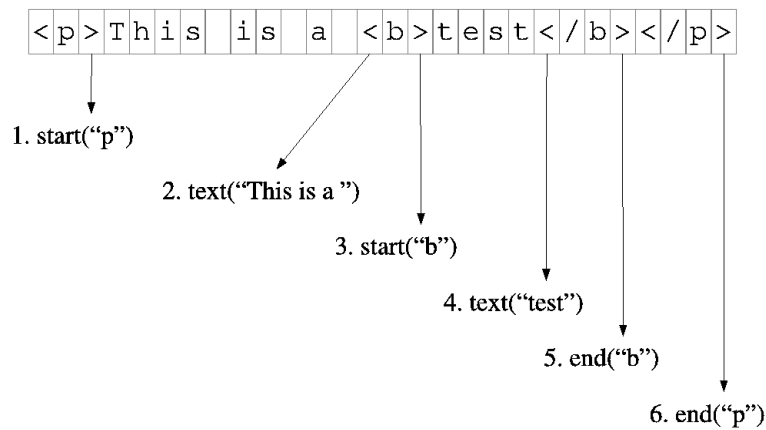 <p>This is a <b>test</b></p>
1. start(“p”)
2. text(“This is a ”)
3. start(“b”)
4. text(“test”)
5. end(“b”)
6. end(“p”)